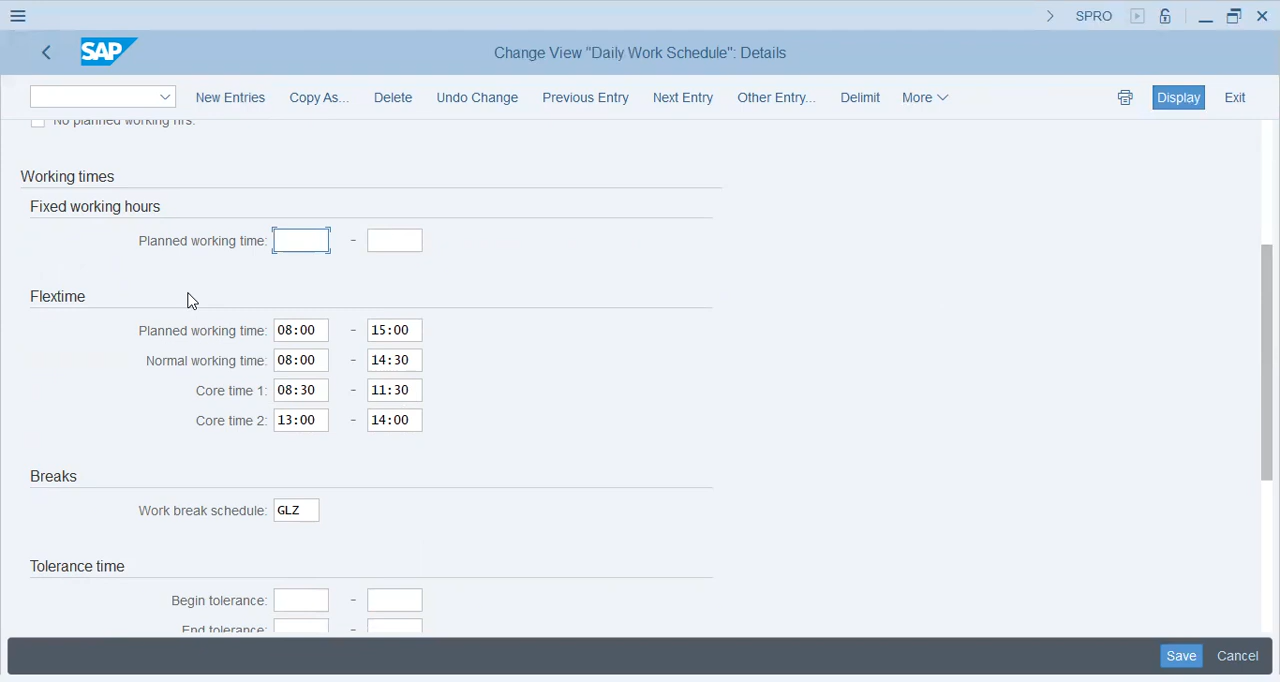 SPRO
SAP
Change View "Daily Work Schedule": Details
New Entries Copy As... Delete Undo Change Previous Entry Next Entry Other Entry... Delimit More Display Exit
No planned working hrs.
Working times
Fixed working hours
Planned working time: -
Flextime
Planned working time: 08:00 - 15:00
Normal working time: 08:00 - 14:30
Core time 1: 08:30 - 11:30
Core time 2: 13:00 - 14:00
Breaks
Work break schedule: GLZ
Tolerance time
Begin tolerance: -
End tolerance: -
Save Cancel